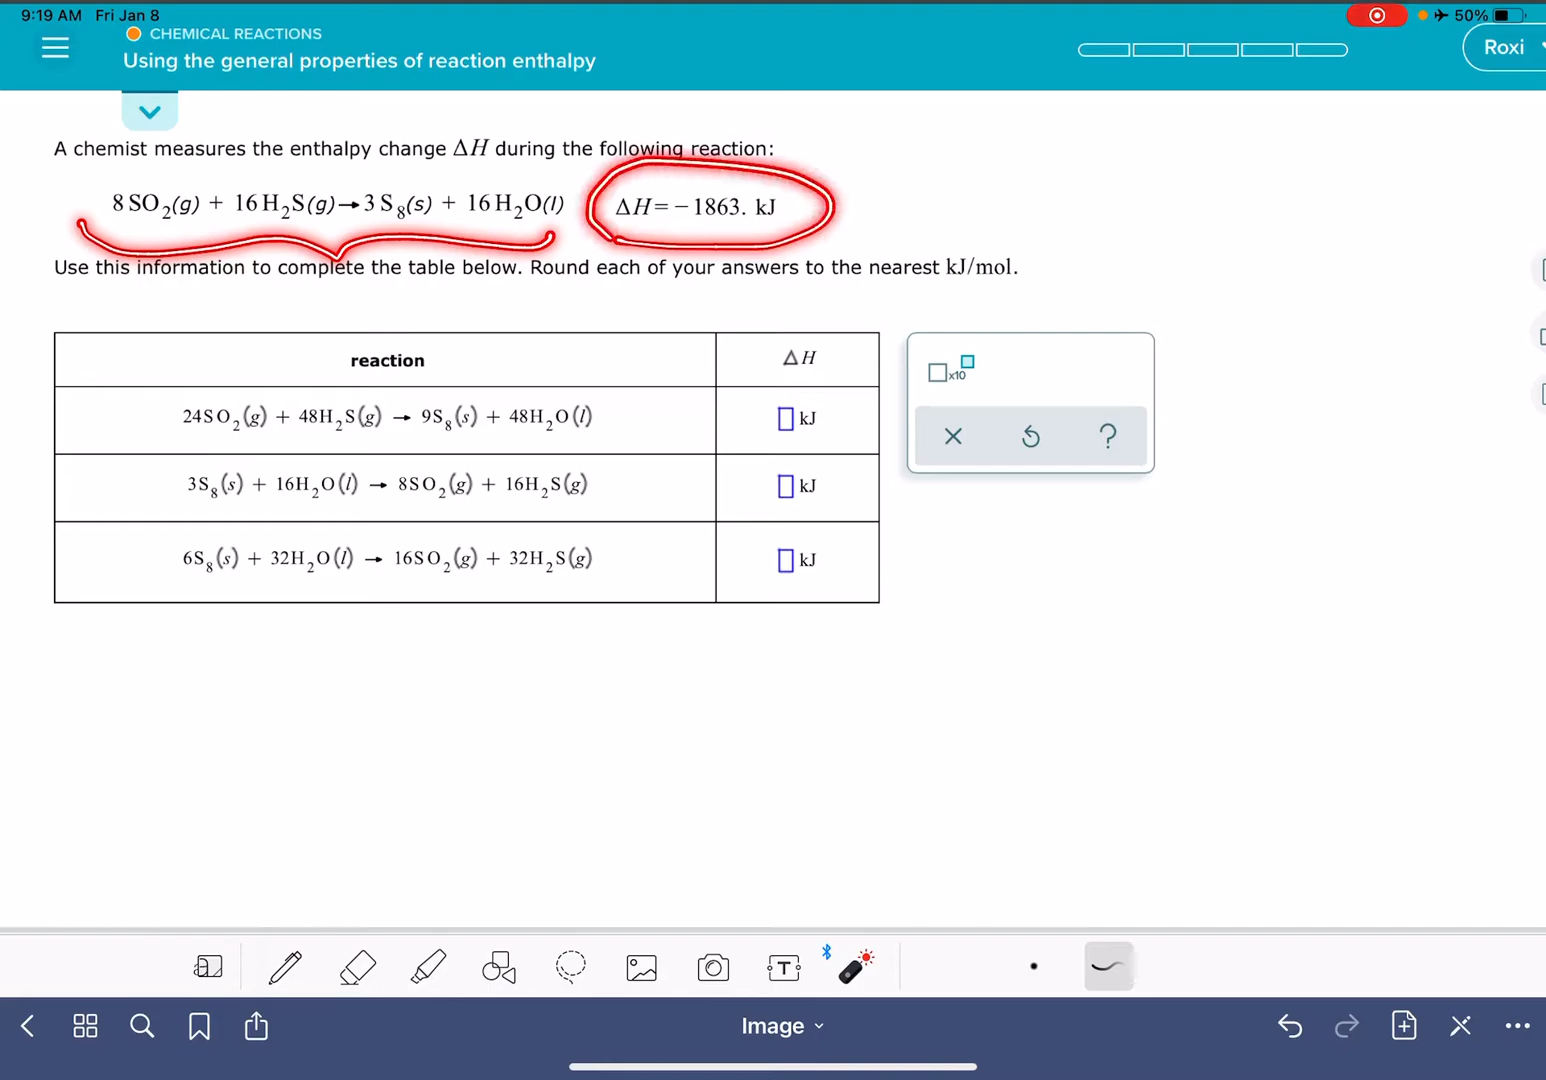 9:19 AM Fri Jan 8
50%
CHEMICAL REACTIONS
Using the general properties of reaction enthalpy
Roxi
A chemist measures the enthalpy change ΔH during the following reaction:
8 SO₂(g) + 16 H₂S(g)→3 S₈(s) + 16 H₂O(l) ΔH= −1863. kJ
Use this information to complete the table below. Round each of your answers to the nearest kJ/mol.
reaction ΔH
24SO₂(g) + 48H₂S(g) → 9S₈(s) + 48H₂O(l) kJ
3S₈(s) + 16H₂O(l) → 8SO₂(g) + 16H₂S(g) kJ
6S₈(s) + 32H₂O(l) → 16SO₂(g) + 32H₂S(g) kJ
x10
?
T
Image